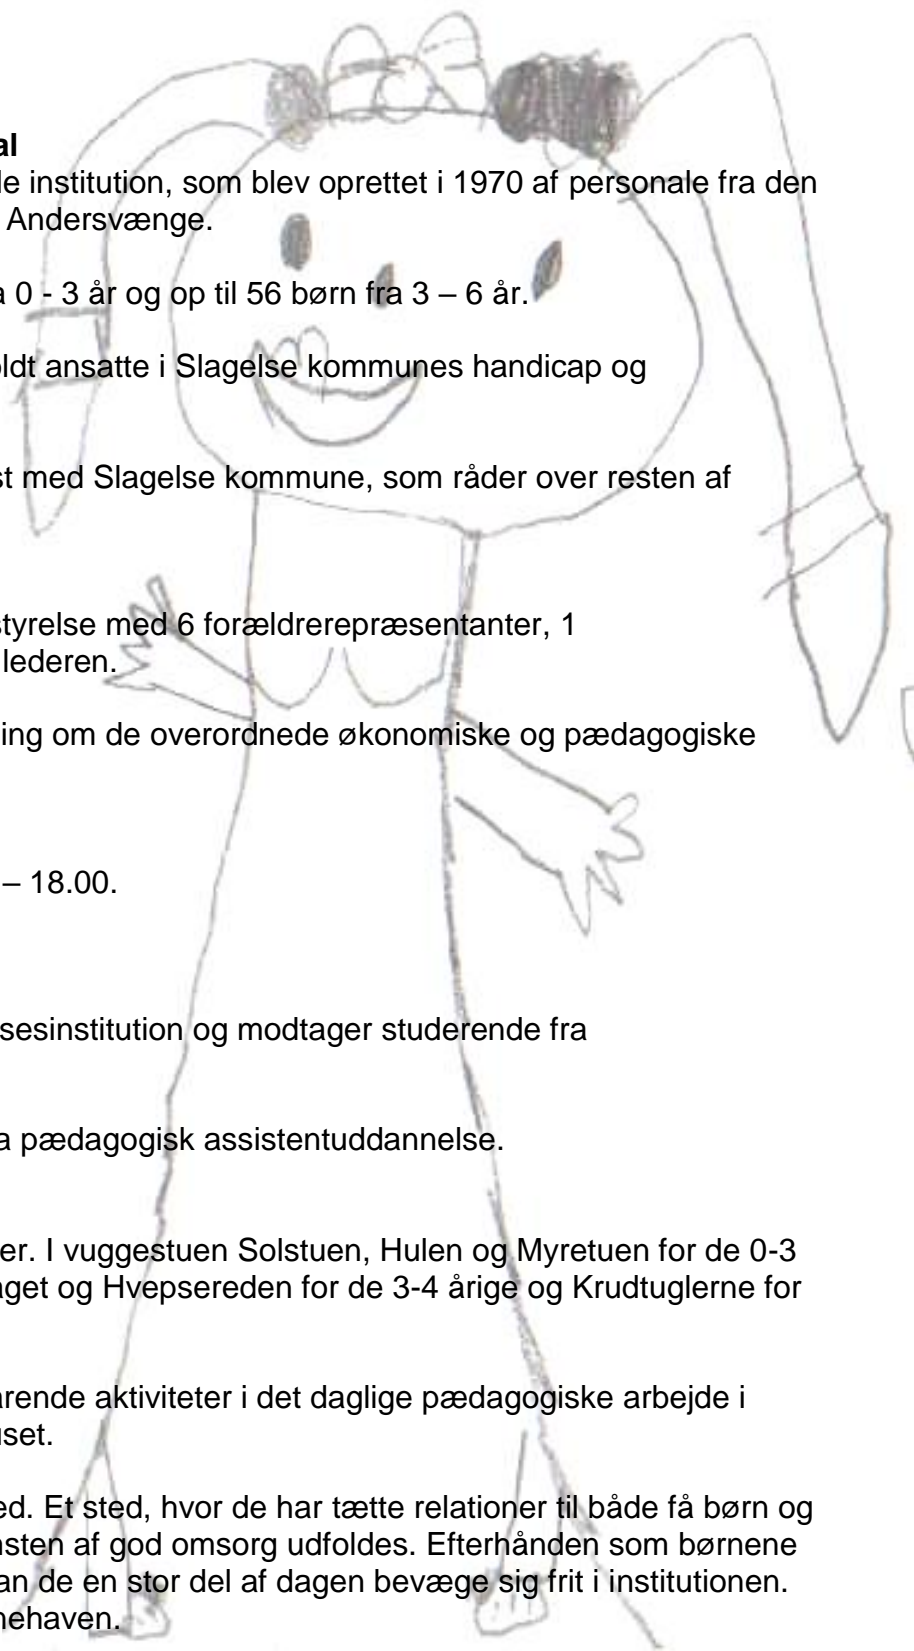 al
le institution, som blev oprettet i 1970 af personale fra den
Andersvænge.
0 - 3 år og op til 56 børn fra 3 – 6 år.
ldt ansatte i Slagelse kommunes handicap og
st med Slagelse kommune, som råder over resten af
tyrelse med 6 forældrerepræsentanter, 1
lederen.
ing om de overordnede økonomiske og pædagogiske
– 18.00.
sesinstitution og modtager studerende fra
a pædagogisk assistentuddannelse.
er. I vuggestuen Solstuen, Hulen og Myretuen for de 0-3
aget og Hvepsereden for de 3-4 årige og Krudtuglerne for
arende aktiviteter i det daglige pædagogiske arbejde i
uset.
ed. Et sted, hvor de har tætte relationer til både få børn og
nsten af god omsorg udfoldes. Efterhånden som børnene
an de en stor del af dagen bevæge sig frit i institutionen.
nehaven.